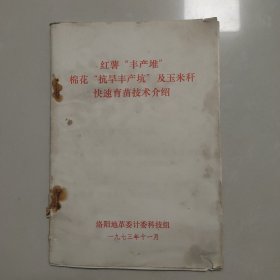 红薯“丰产堆”
棉花“抗旱丰产坑”及玉米秆
快速育苗技术介绍
洛阳地革委计委科技组
一九七三年十一月